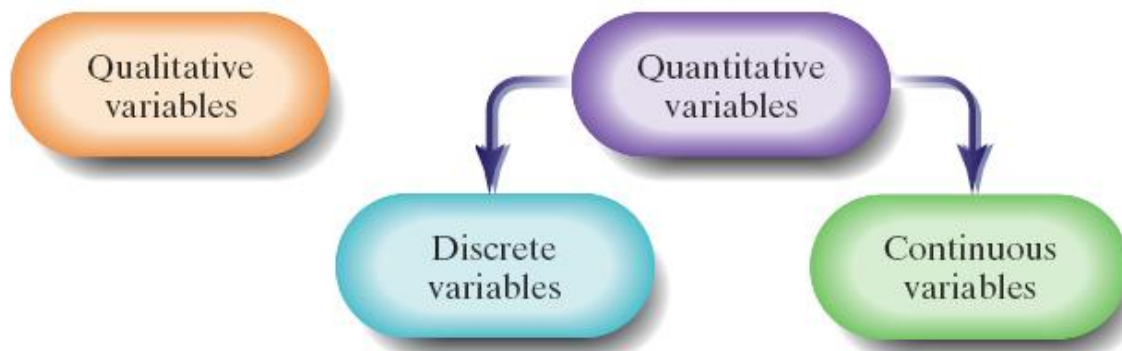 Qualitative
variables
Quantitative
variables
Discrete
variables
Continuous
variables